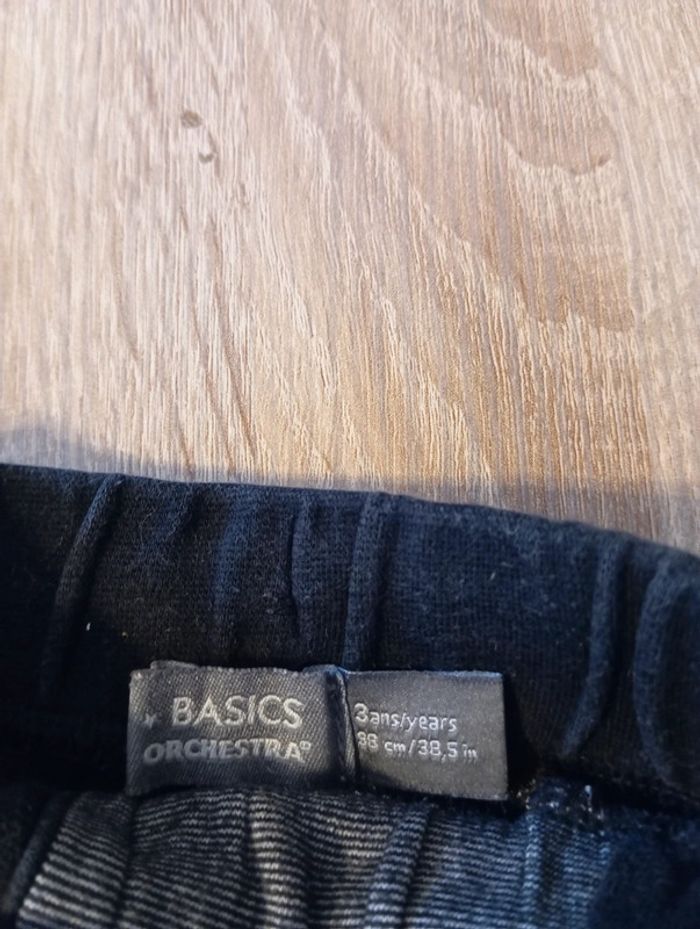 BASICS
ORCHESTRA®
3ans/years
98 cm/38,5 in